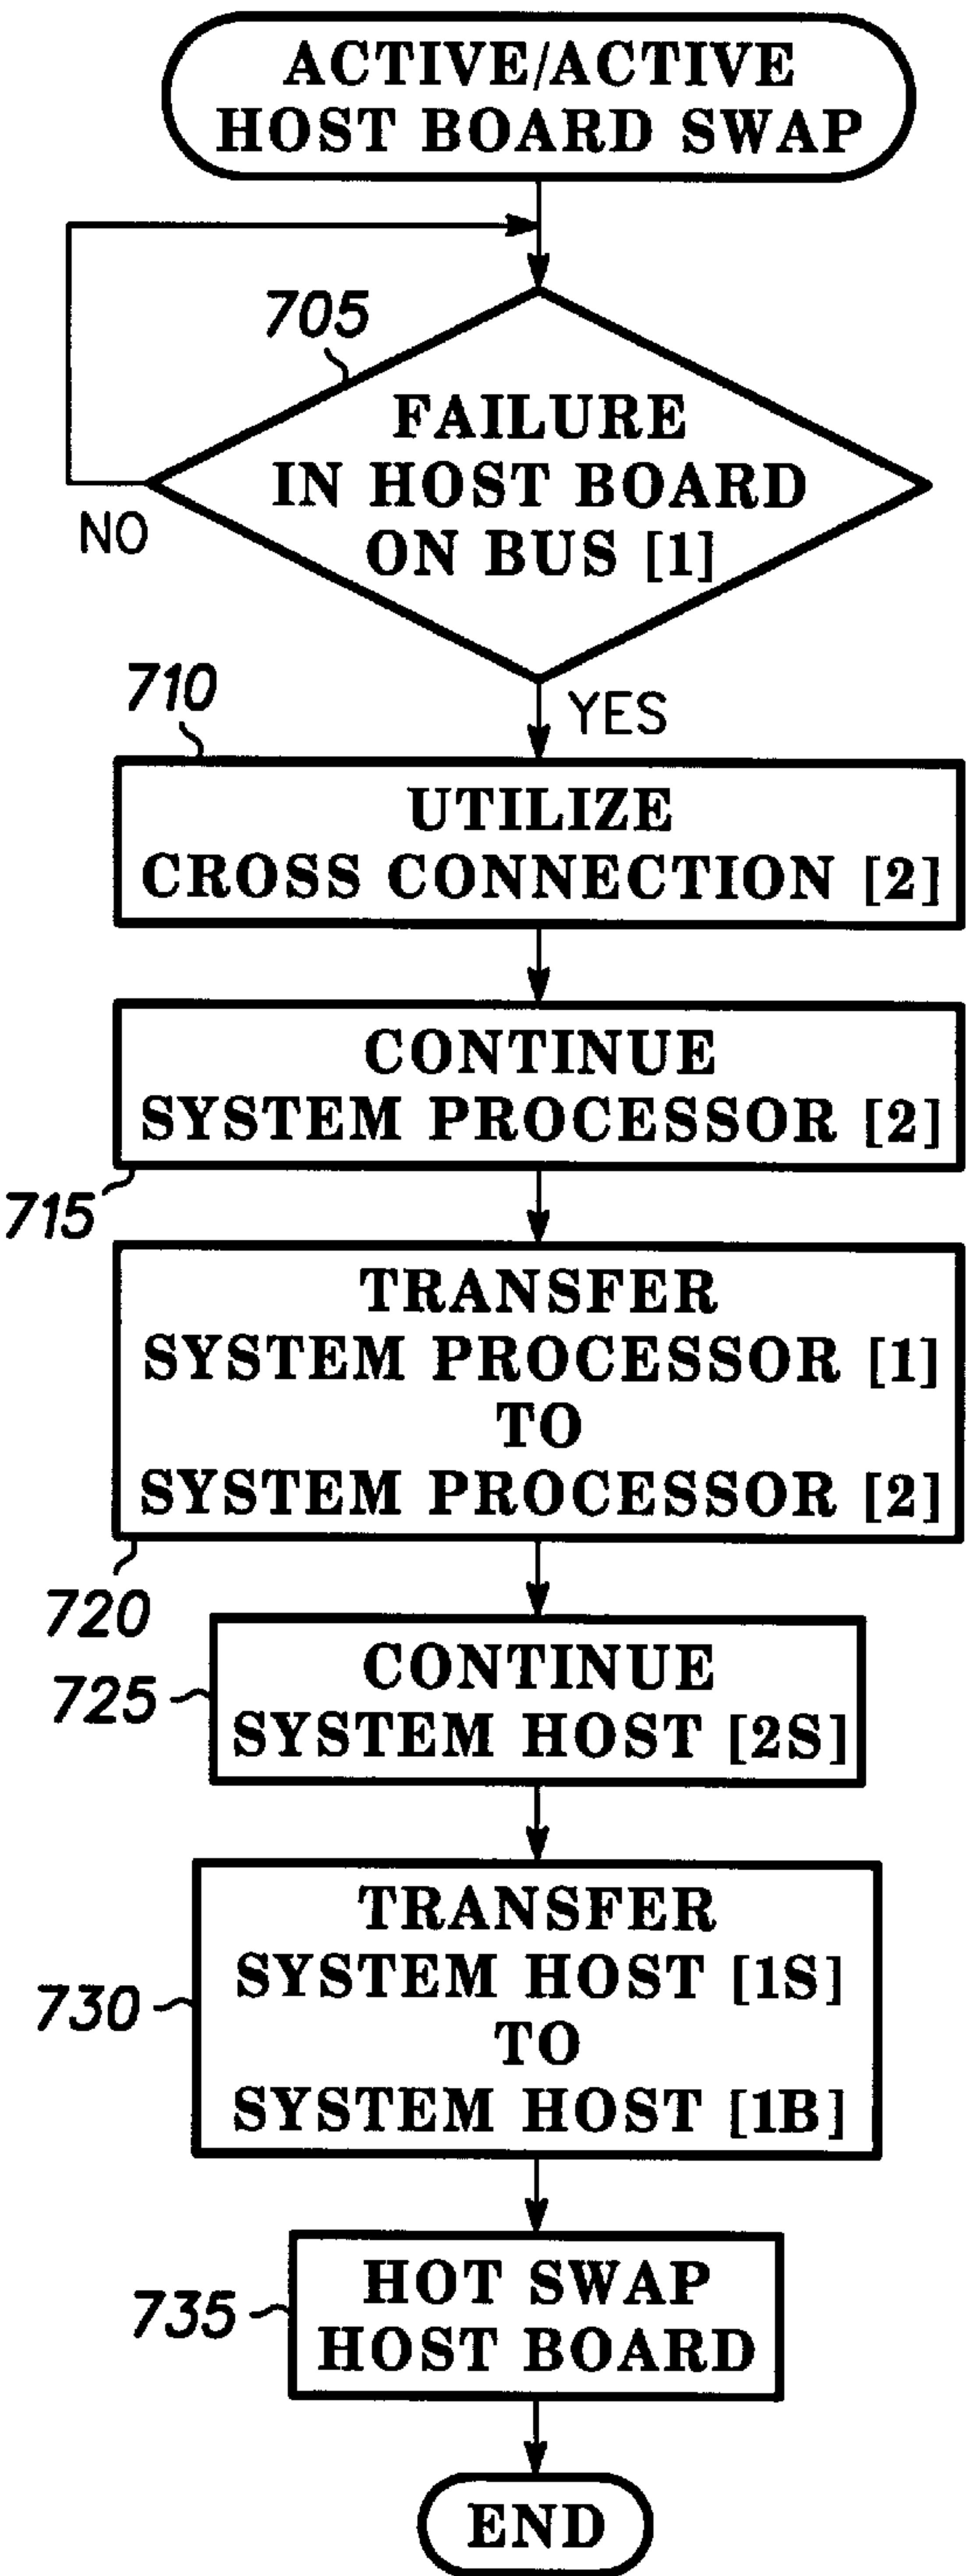 ACTIVE/ACTIVE
HOST BOARD SWAP
705
FAILURE
IN HOST BOARD
ON BUS [1]
NO
YES
710
UTILIZE
CROSS CONNECTION [2]
CONTINUE
SYSTEM PROCESSOR [2]
715
TRANSFER
SYSTEM PROCESSOR [1]
TO
SYSTEM PROCESSOR [2]
720
CONTINUE
725
SYSTEM HOST [2S]
TRANSFER
SYSTEM HOST [1S]
730
TO
SYSTEM HOST [1B]
HOT SWAP
735
HOST BOARD
END